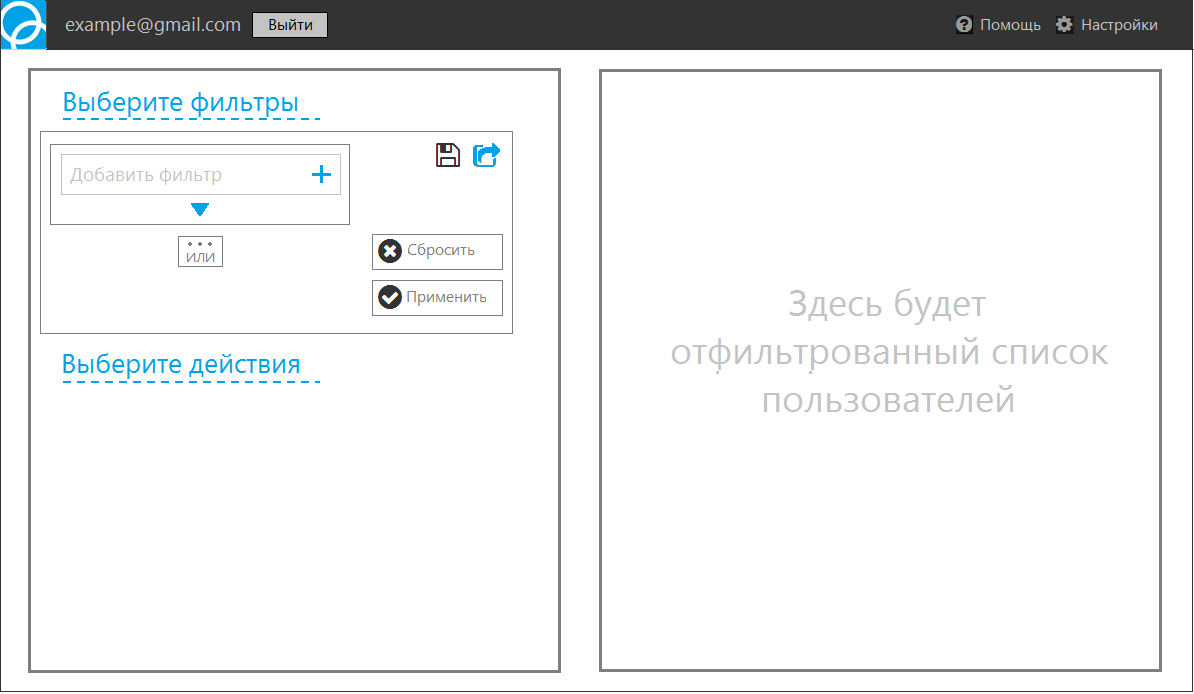 example@gmail.com Выйти Помощь Настройки
Выберите фильтры
Добавить фильтр
ИЛИ
Сбросить
Применить
Выберите действия
Здесь будет
отфильтрованный список
пользователей